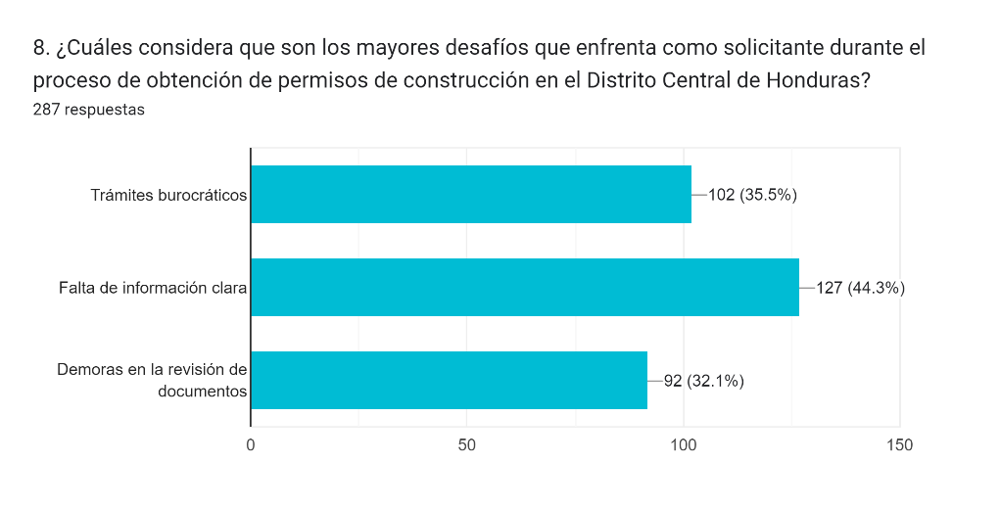 8. ¿Cuáles considera que son los mayores desafíos que enfrenta como solicitante durante el
proceso de obtención de permisos de construcción en el Distrito Central de Honduras?
287 respuestas
Trámites burocráticos
102 (35.5%)
Falta de información clara
127 (44.3%)
Demoras en la revisión de
documentos
92 (32.1%)
0
50
100
150